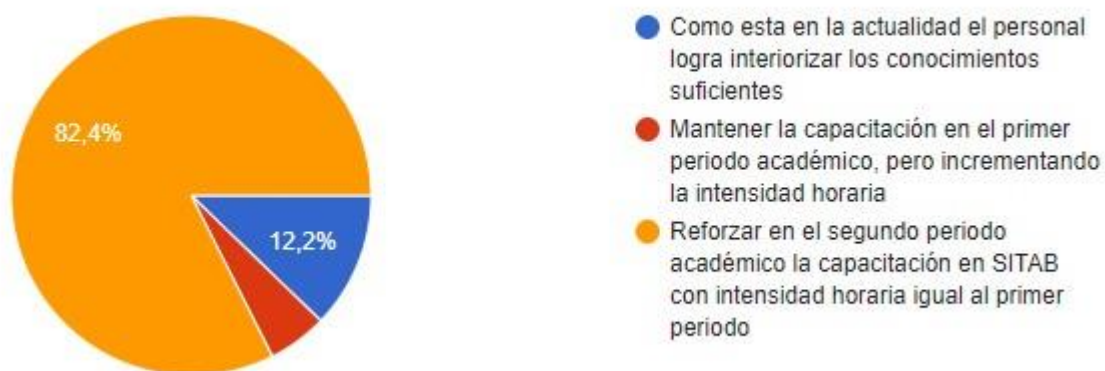 82,4%
12,2%
Como esta en la actualidad el personal
logra interiorizar los conocimientos
suficientes
Mantener la capacitación en el primer
periodo académico, pero incrementando
la intensidad horaria
Reforzar en el segundo periodo
académico la capacitación en SITAB
con intensidad horaria igual al primer
periodo